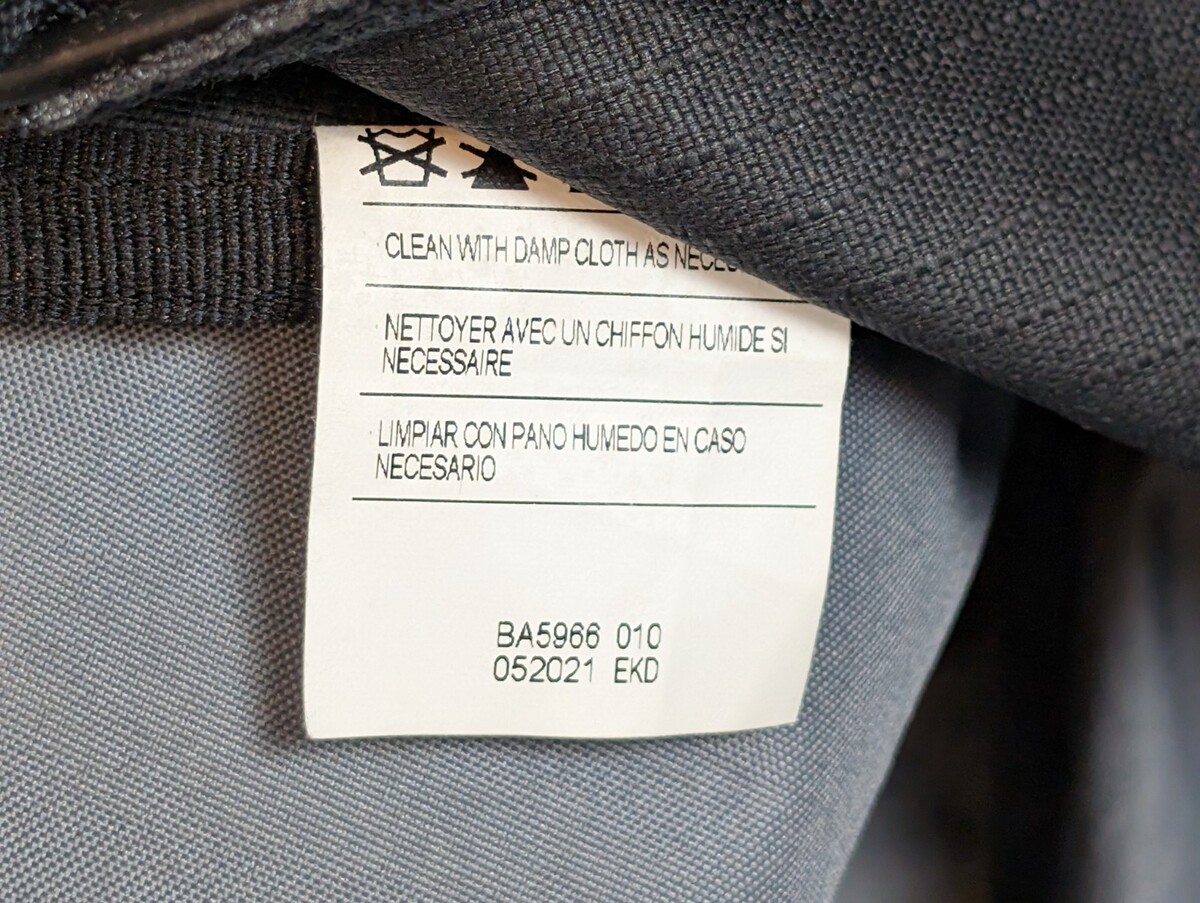 CLEAN WITH DAMP CLOTH AS
NETTOYER AVEC UN CHIFFON HUMIDE SI
NECESSAIRE
LIMPIAR CON PANO HUMEDO EN CASO
NECESARIO
BA5966 010
052021 EKD